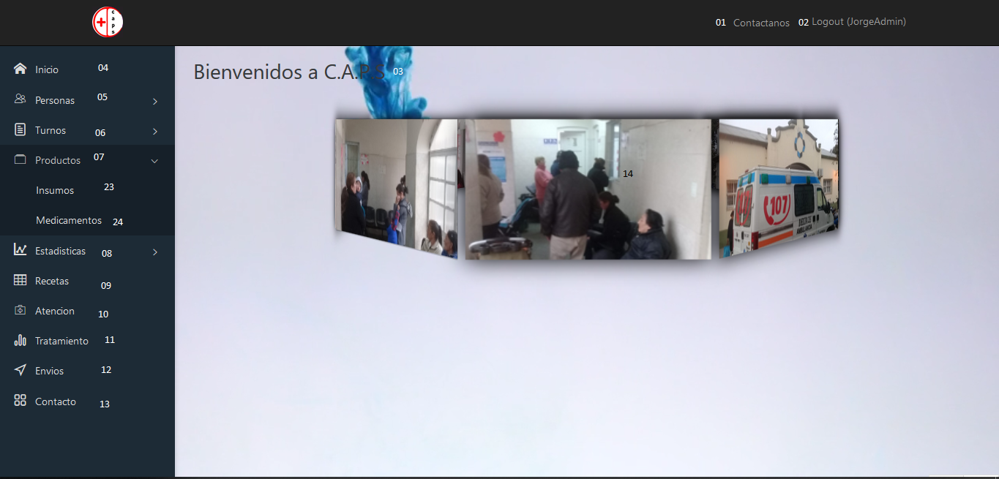 caps
01 Contactanos 02 Logout (JorgeAdmin)
Bienvenidos a C.A.P.S 03
Inicio 04
Personas 05
Turnos 06
Productos 07
Insumos 23
Medicamentos 24
Estadisticas 08
Recetas 09
Atencion 10
Tratamiento 11
Envios 12
Contacto 13
14
107
AMBULANCIA